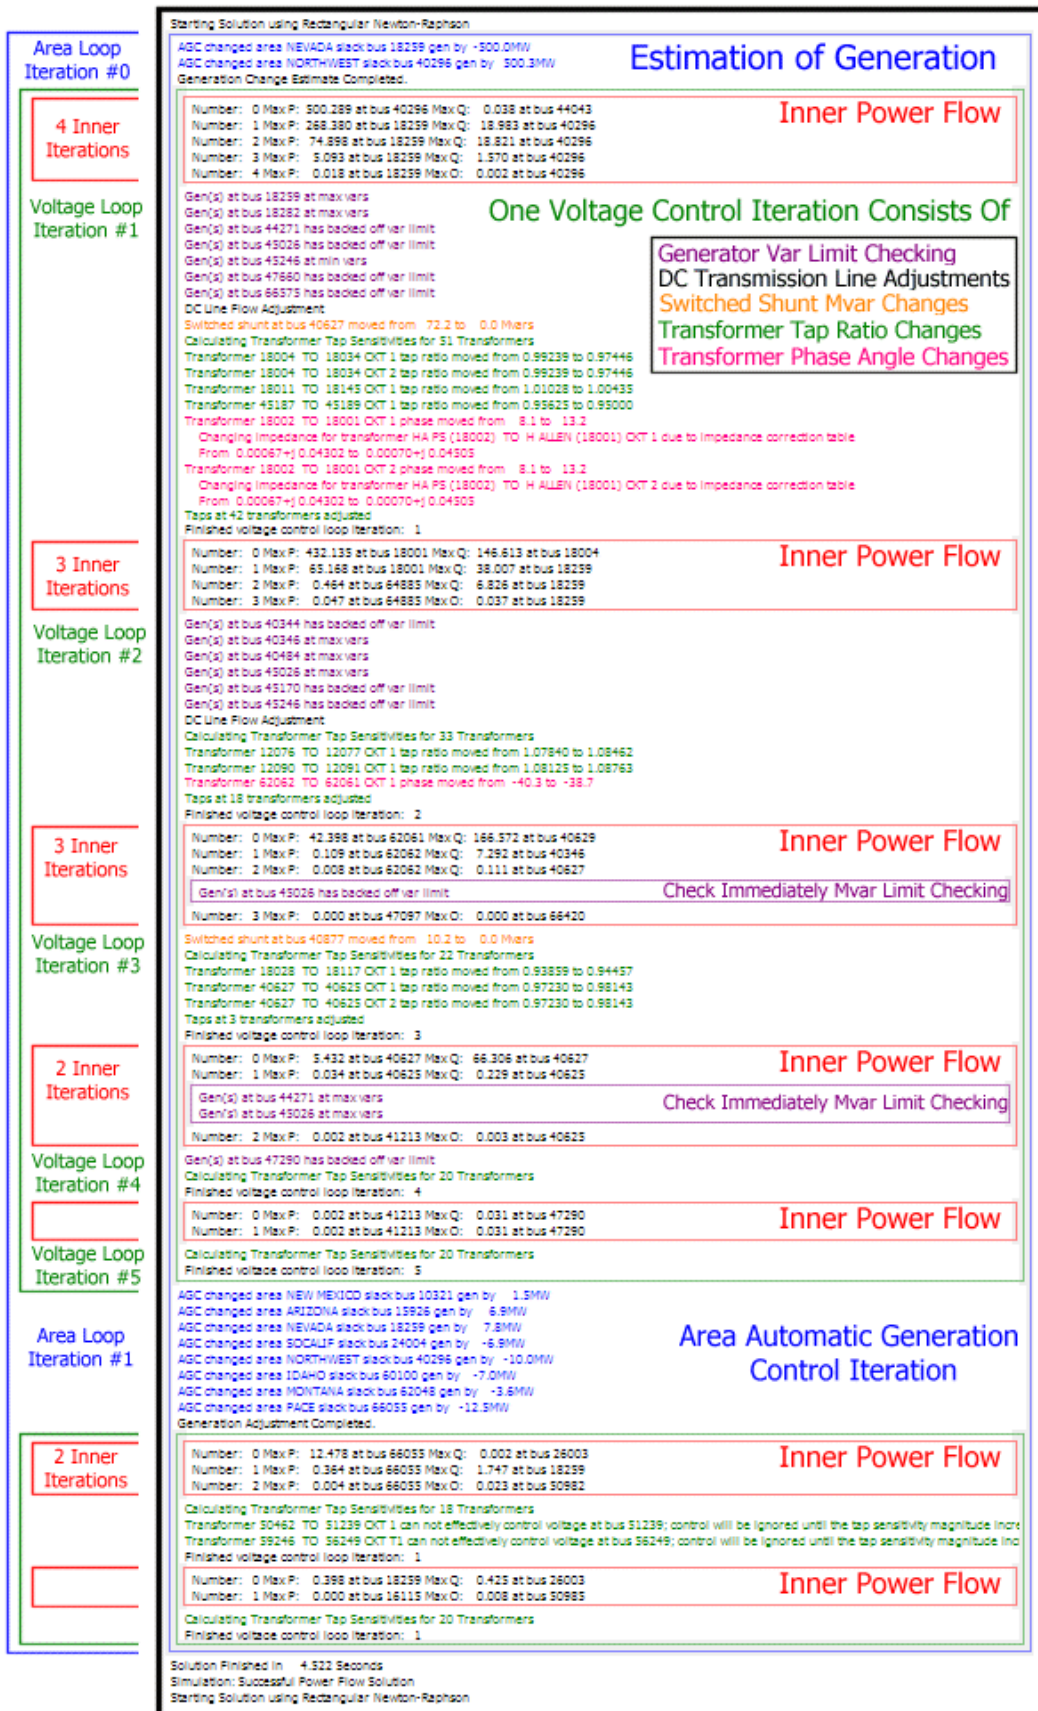 Starting Solution using Rectangular Newton-Raphson
Area Loop
Iteration #0
AGC changed area NEVADA slack bus 18259 gen by -500.0MW
AGC changed area NORTHWEST slack bus 40296 gen by 500.3MW
Generation Change Estimate Completed.
Estimation of Generation
4 Inner
Iterations
Number: 0 Max P: 500.289 at bus 40296 Max Q: 0.038 at bus 44043
Number: 1 Max P: 268.380 at bus 18259 Max Q: 18.983 at bus 40296
Number: 2 Max P: 74.898 at bus 18259 Max Q: 18.821 at bus 40296
Number: 3 Max P: 5.093 at bus 18259 Max Q: 1.570 at bus 40296
Number: 4 Max P: 0.018 at bus 18259 Max Q: 0.002 at bus 40296
Inner Power Flow
Voltage Loop
Iteration #1
Gen(s) at bus 18259 at max vars
Gen(s) at bus 18282 at max vars
Gen(s) at bus 44271 has backed off var limit
Gen(s) at bus 45026 has backed off var limit
Gen(s) at bus 45246 at min vars
Gen(s) at bus 47660 has backed off var limit
Gen(s) at bus 66575 has backed off var limit
DC Line Flow Adjustment
Switched shunt at bus 40627 moved from 72.2 to 0.0 Mvars
Calculating Transformer Tap Sensitivities for 51 Transformers
Transformer 18004 TO 18034 CKT 1 tap ratio moved from 0.99239 to 0.97446
Transformer 18004 TO 18034 CKT 2 tap ratio moved from 0.99239 to 0.97446
Transformer 18011 TO 18145 CKT 1 tap ratio moved from 1.01028 to 1.00435
Transformer 45187 TO 45189 CKT 1 tap ratio moved from 0.95625 to 0.95000
Transformer 18002 TO 18001 CKT 1 phase moved from 8.1 to 13.2
Changing impedance for transformer HA PS (18002) TO H ALLEN (18001) CKT 1 due to impedance correction table
From 0.00067+j 0.04302 to 0.00070+j 0.04505
Transformer 18002 TO 18001 CKT 2 phase moved from 8.1 to 13.2
Changing impedance for transformer HA PS (18002) TO H ALLEN (18001) CKT 2 due to impedance correction table
From 0.00067+j 0.04302 to 0.00070+j 0.04505
Taps at 42 transformers adjusted
Finished voltage control loop iteration: 1
One Voltage Control Iteration Consists Of
Generator Var Limit Checking
DC Transmission Line Adjustments
Switched Shunt Mvar Changes
Transformer Tap Ratio Changes
Transformer Phase Angle Changes
3 Inner
Iterations
Number: 0 Max P: 432.135 at bus 18001 Max Q: 146.613 at bus 18004
Number: 1 Max P: 65.168 at bus 18001 Max Q: 38.007 at bus 18259
Number: 2 Max P: 0.464 at bus 64885 Max Q: 6.826 at bus 18259
Number: 3 Max P: 0.047 at bus 64885 Max Q: 0.037 at bus 18259
Inner Power Flow
Voltage Loop
Iteration #2
Gen(s) at bus 40344 has backed off var limit
Gen(s) at bus 40346 at max vars
Gen(s) at bus 40484 at max vars
Gen(s) at bus 45026 at max vars
Gen(s) at bus 45170 has backed off var limit
Gen(s) at bus 45246 has backed off var limit
DC Line Flow Adjustment
Calculating Transformer Tap Sensitivities for 33 Transformers
Transformer 12076 TO 12077 CKT 1 tap ratio moved from 1.07840 to 1.08462
Transformer 12090 TO 12091 CKT 1 tap ratio moved from 1.08125 to 1.08763
Transformer 62062 TO 62061 CKT 1 phase moved from -40.3 to -38.7
Taps at 18 transformers adjusted
Finished voltage control loop iteration: 2
3 Inner
Iterations
Number: 0 Max P: 42.398 at bus 62061 Max Q: 166.572 at bus 40629
Number: 1 Max P: 0.109 at bus 62062 Max Q: 7.292 at bus 40346
Number: 2 Max P: 0.008 at bus 62062 Max Q: 0.111 at bus 40627
Inner Power Flow
Gen(s) at bus 45026 has backed off var limit
Check Immediately Mvar Limit Checking
Number: 3 Max P: 0.000 at bus 47097 Max Q: 0.000 at bus 66420
Voltage Loop
Iteration #3
Switched shunt at bus 40877 moved from 10.2 to 0.0 Mvars
Calculating Transformer Tap Sensitivities for 22 Transformers
Transformer 18028 TO 18117 CKT 1 tap ratio moved from 0.93859 to 0.94457
Transformer 40627 TO 40625 CKT 1 tap ratio moved from 0.97230 to 0.98143
Transformer 40627 TO 40625 CKT 2 tap ratio moved from 0.97230 to 0.98143
Taps at 3 transformers adjusted
Finished voltage control loop iteration: 3
2 Inner
Iterations
Number: 0 Max P: 5.432 at bus 40627 Max Q: 66.306 at bus 40627
Number: 1 Max P: 0.034 at bus 40625 Max Q: 0.229 at bus 40625
Inner Power Flow
Gen(s) at bus 44271 at max vars
Gen(s) at bus 45026 at max vars
Check Immediately Mvar Limit Checking
Number: 2 Max P: 0.002 at bus 41213 Max Q: 0.003 at bus 40625
Voltage Loop
Iteration #4
Gen(s) at bus 47290 has backed off var limit
Calculating Transformer Tap Sensitivities for 20 Transformers
Finished voltage control loop iteration: 4
Number: 0 Max P: 0.002 at bus 41213 Max Q: 0.031 at bus 47290
Number: 1 Max P: 0.002 at bus 41213 Max Q: 0.031 at bus 47290
Inner Power Flow
Voltage Loop
Iteration #5
Calculating Transformer Tap Sensitivities for 20 Transformers
Finished voltage control loop iteration: 5
Area Loop
Iteration #1
AGC changed area NEW MEXICO slack bus 10321 gen by 1.5MW
AGC changed area ARIZONA slack bus 15926 gen by 6.9MW
AGC changed area NEVADA slack bus 18259 gen by 7.8MW
AGC changed area SOCALIF slack bus 24004 gen by -6.9MW
AGC changed area NORTHWEST slack bus 40296 gen by -10.0MW
AGC changed area IDAHO slack bus 60100 gen by -7.0MW
AGC changed area MONTANA slack bus 62048 gen by -3.6MW
AGC changed area PACE slack bus 66055 gen by -12.5MW
Generation Adjustment Completed.
Area Automatic Generation
Control Iteration
2 Inner
Iterations
Number: 0 Max P: 12.478 at bus 66055 Max Q: 0.002 at bus 26003
Number: 1 Max P: 0.364 at bus 66055 Max Q: 1.747 at bus 18259
Number: 2 Max P: 0.004 at bus 66055 Max Q: 0.023 at bus 50982
Inner Power Flow
Calculating Transformer Tap Sensitivities for 18 Transformers
Transformer 50462 TO 51239 CKT 1 can not effectively control voltage at bus 51239; control will be ignored until the tap sensitivity magnitude incre
Transformer 59246 TO 56249 CKT T1 can not effectively control voltage at bus 56249; control will be ignored until the tap sensitivity magnitude inc
Finished voltage control loop iteration: 1
Number: 0 Max P: 0.398 at bus 18259 Max Q: 0.425 at bus 26003
Number: 1 Max P: 0.000 at bus 16115 Max Q: 0.008 at bus 50985
Inner Power Flow
Calculating Transformer Tap Sensitivities for 20 Transformers
Finished voltage control loop iteration: 1
Solution Finished in 4.522 Seconds
Simulation: Successful Power Flow Solution
Starting Solution using Rectangular Newton-Raphson